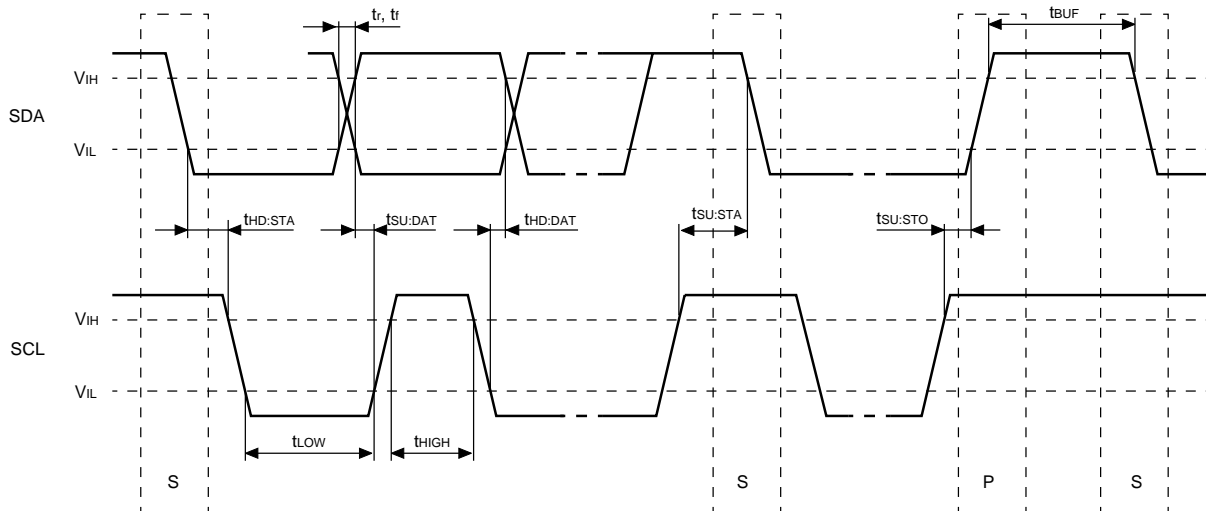 tr, tf
tBUF
VIH
SDA
VIL
tHD:STA
tSU:DAT
tHD:DAT
tSU:STA
tSU:STO
VIH
SCL
VIL
tLOW
tHIGH
S
S
P
S